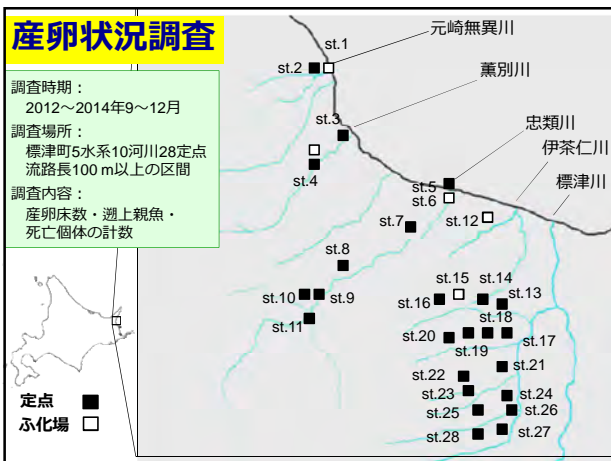 産卵状況調査
調査時期：
2012～2014年9～12月
調査場所：
標津町5水系10河川28定点
流路長100 m以上の区間
調査内容：
産卵床数・遡上親魚・
死亡個体の計数
元崎無異川
薫別川
忠類川
伊茶仁川
標津川
st.1
st.2
st.3
st.4
st.5
st.6
st.7
st.12
st.8
st.10
st.9
st.11
st.15
st.14
st.16
st.13
st.18
st.20
st.19
st.17
st.21
st.22
st.23
st.24
st.25
st.26
st.28
st.27
定点
ふ化場